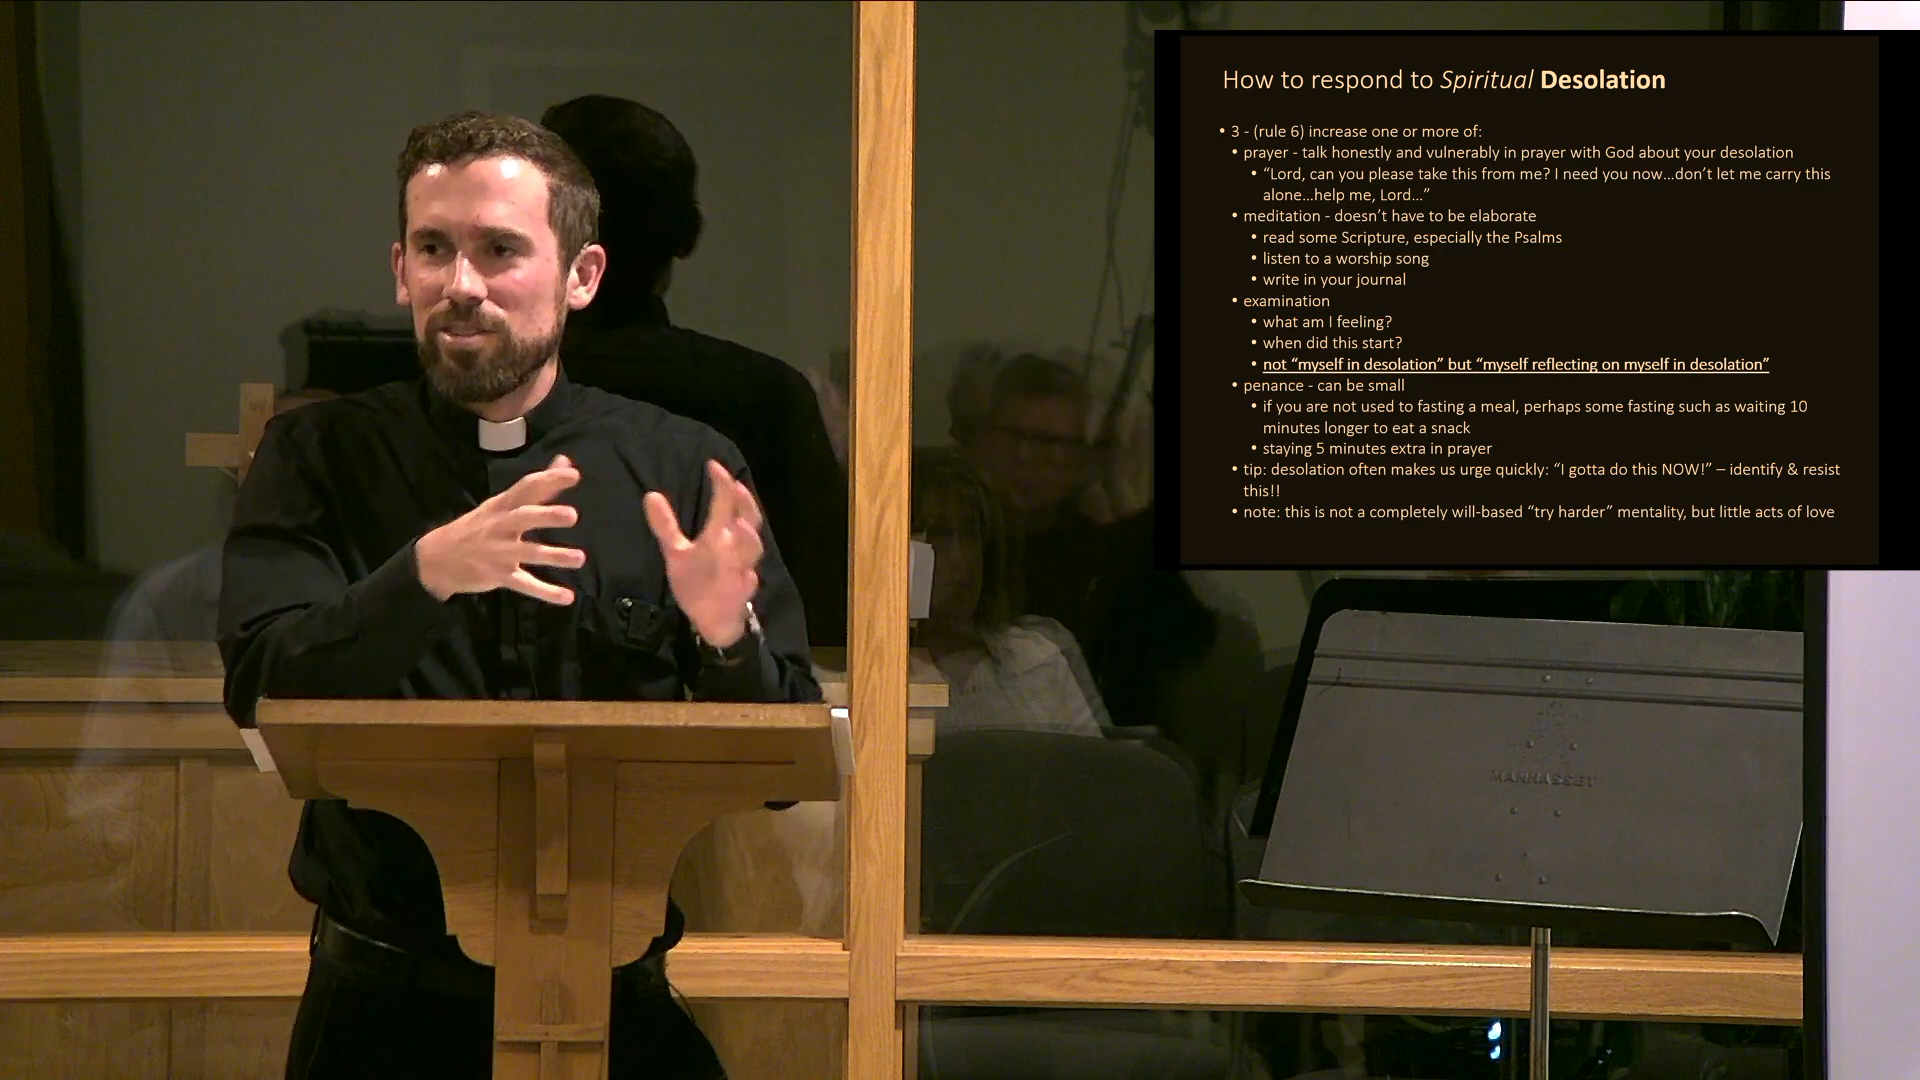 How to respond to Spiritual Desolation
• 3 - (rule 6) increase one or more of:
• prayer - talk honestly and vulnerably in prayer with God about your desolation
• “Lord, can you please take this from me? I need you now…don’t let me carry this
alone…help me, Lord…”
• meditation - doesn’t have to be elaborate
• read some Scripture, especially the Psalms
• listen to a worship song
• write in your journal
• examination
• what am I feeling?
• when did this start?
• not “myself in desolation” but “myself reflecting on myself in desolation”
• penance - can be small
• if you are not used to fasting a meal, perhaps some fasting such as waiting 10
minutes longer to eat a snack
• staying 5 minutes extra in prayer
• tip: desolation often makes us urge quickly: “I gotta do this NOW!” – identify & resist
this!!
• note: this is not a completely will-based “try harder” mentality, but little acts of love
MANHASSET